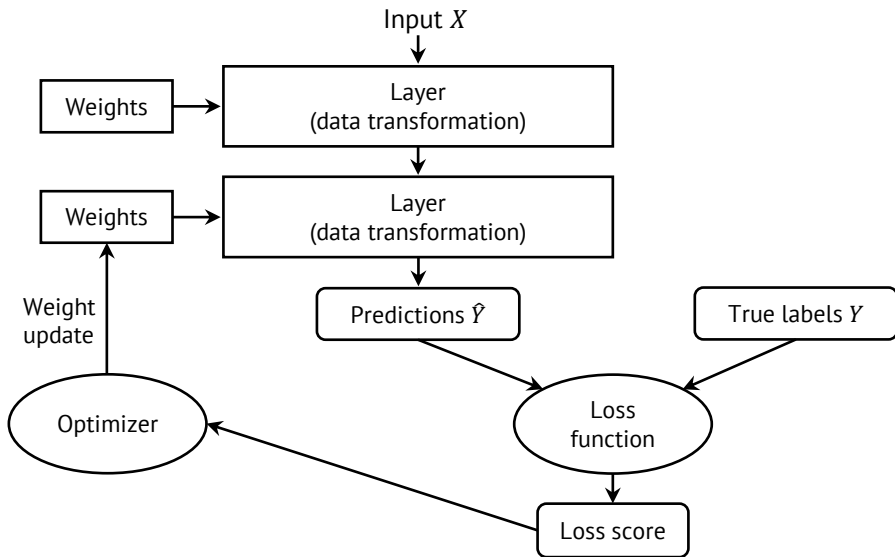 Input X
Weights
Layer
(data transformation)
Weights
Layer
(data transformation)
Weight
update
Predictions Ŷ
True labels Y
Optimizer
Loss
function
Loss score